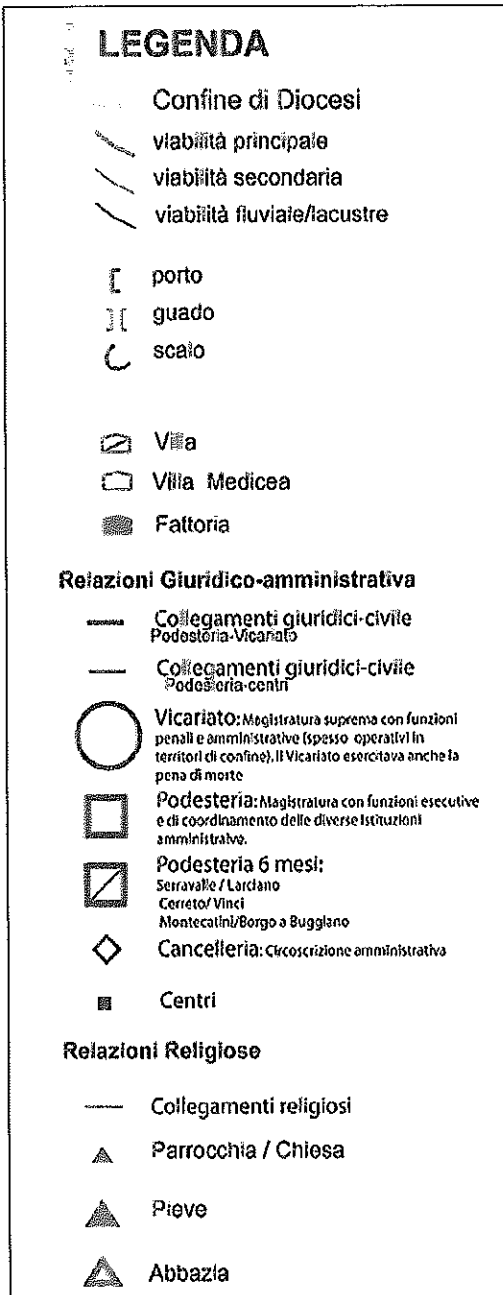 LEGENDA
Confine di Diocesi
viabilità principale
viabilità secondaria
viabilità fluviale/lacustre
porto
guado
scalo
Villa
Villa Medicea
Fattoria
Relazioni Giuridico-amministrativa
Collegamenti giuridici-civile
Podesteria-Vicariato
Collegamenti giuridici-civile
Podesteria-centri
Vicariato: Magistratura suprema con funzioni
penali e amministrative (spesso operativi in
territori di confine). Il Vicariato esercitava anche la
pena di morte
Podesteria: Magistratura con funzioni esecutive
e di coordinamento delle diverse istituzioni
amministraive.
Podesteria 6 mesi:
Serravalle / Larciano
Cerreto/ Vinci
Montecatini/Borgo a Buggiano
Cancelleria: Circoscrizione amministrativa
Centri
Relazioni Religiose
Collegamenti religiosi
Parrocchia / Chiesa
Pieve
Abbazia